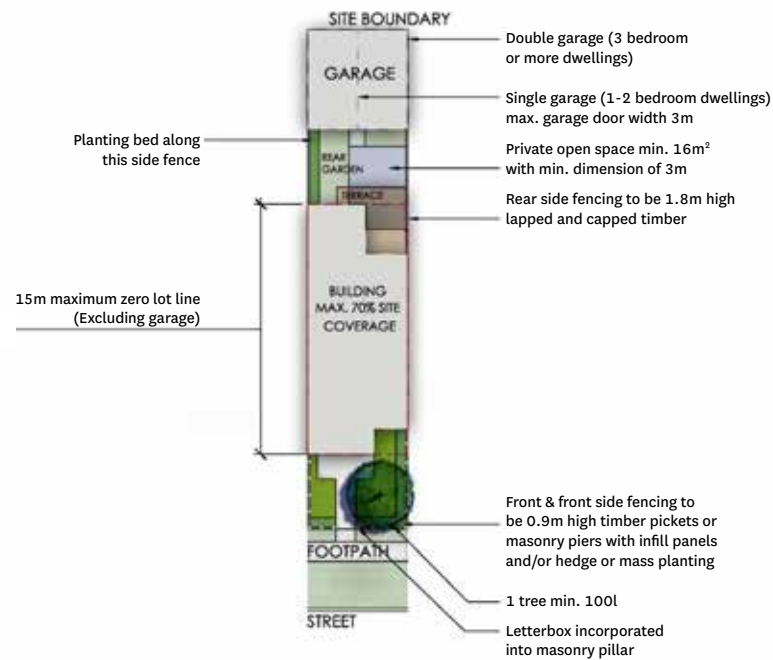 SITE BOUNDARY
GARAGE
Double garage (3 bedroom
or more dwellings)
Single garage (1-2 bedroom dwellings)
max. garage door width 3m
Planting bed along
this side fence
REAR
GARDEN
Private open space min. 16m²
with min. dimension of 3m
TERRACE
Rear side fencing to be 1.8m high
lapped and capped timber
15m maximum zero lot line
(Excluding garage)
BUILDING
MAX. 70% SITE
COVERAGE
Front & front side fencing to
be 0.9m high timber pickets or
masonry piers with infill panels
and/or hedge or mass planting
FOOTPATH
1 tree min. 100l
STREET
Letterbox incorporated
into masonry pillar